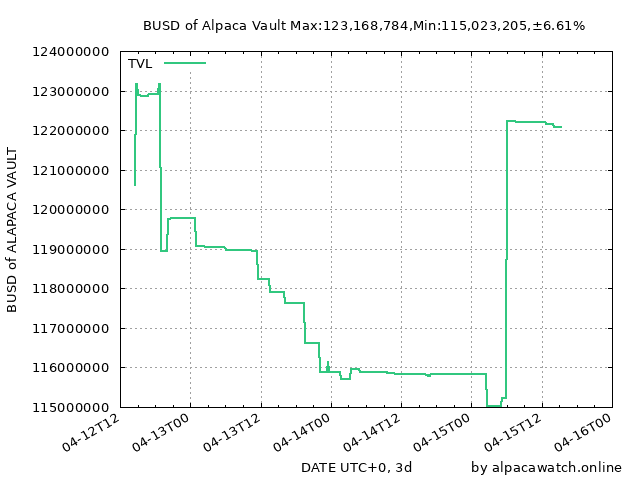 BUSD of Alpaca Vault Max:123,168,784,Min:115,023,205,±6.61%
TVL
124000000
123000000
122000000
121000000
120000000
119000000
118000000
117000000
116000000
115000000
BUSD of ALAPACA VAULT
04-12T12
04-13T00
04-13T12
04-14T00
04-14T12
04-15T00
04-15T12
04-16T00
DATE UTC+0, 3d
by alpacawatch.online